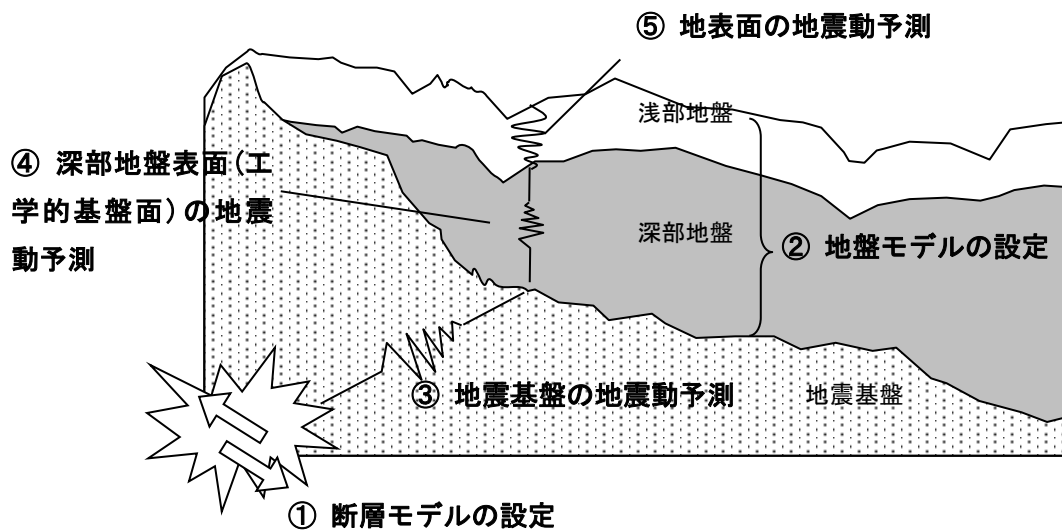 ⑤ 地表面の地震動予測
浅部地盤
④ 深部地盤表面(工
学的基盤面)の地震
動予測
深部地盤
② 地盤モデルの設定
③ 地震基盤の地震動予測
地震基盤
① 断層モデルの設定